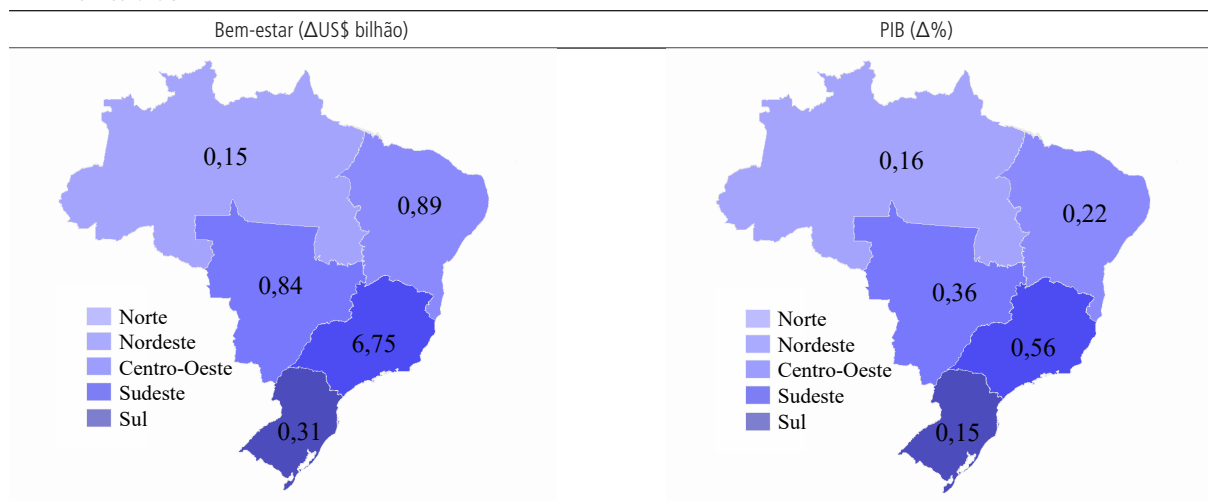 Bem-estar (ΔUS$ bilhão)
PIB (Δ%)
0,15
0,89
0,84
6,75
0,31
Norte
Nordeste
Centro-Oeste
Sudeste
Sul
0,16
0,22
0,36
0,56
0,15
Norte
Nordeste
Centro-Oeste
Sudeste
Sul